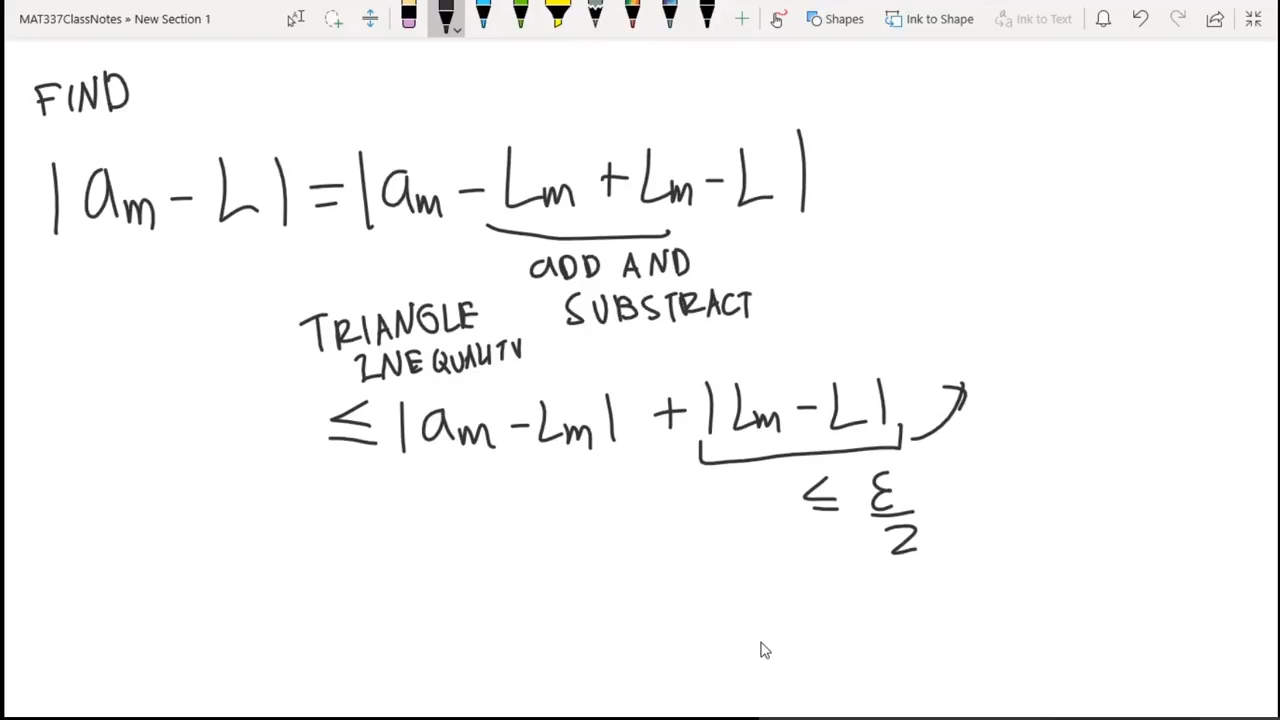 MAT337ClassNotes » New Section 1
Shapes
Ink to Shape
Ink to Text
FIND
|am - L| = |am - Lm + Lm - L|
ADD AND
SUBSTRACT
TRIANGLE
INEQUALITY
≤ |am - Lm| + |Lm - L|
≤ ε/2